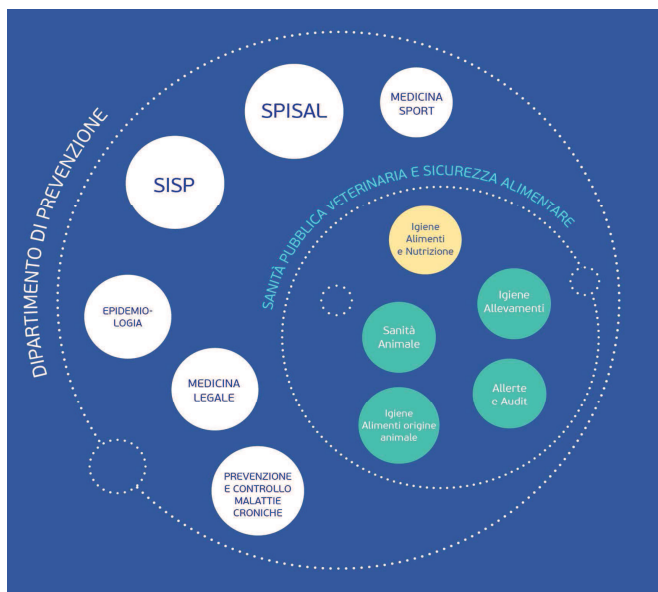 DIPARTIMENTO DI PREVENZIONE
SPISAL
MEDICINA
SPORT
SISP
SANITÀ PUBBLICA VETERINARIA E SICUREZZA ALIMENTARE
Igiene
Alimenti
e Nutrizione
EPIDEMIO-
LOGIA
Igiene
Allevamenti
Sanità
Animale
MEDICINA
LEGALE
Allerte
e Audit
Igiene
Alimenti origine
animale
PREVENZIONE
E CONTROLLO
MALATTIE
CRONICHE